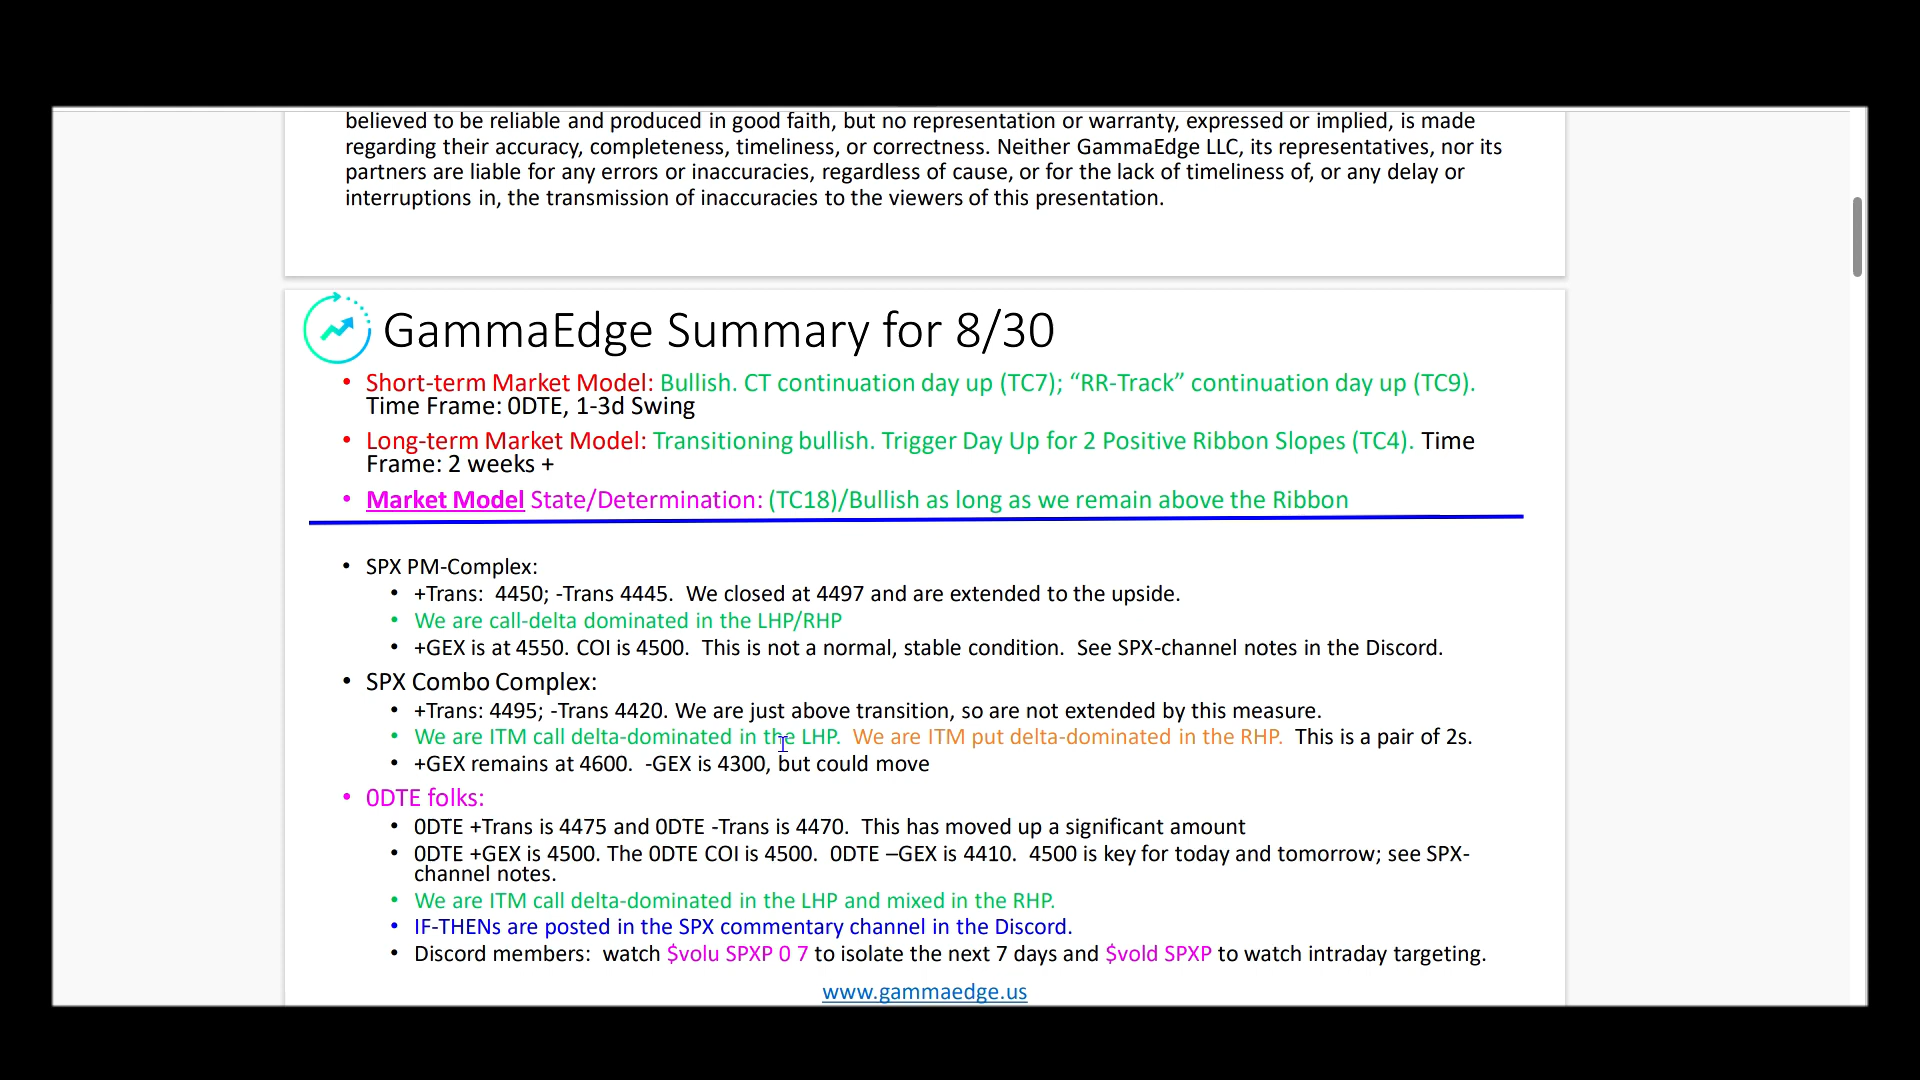 believed to be reliable and produced in good faith, but no representation or warranty, expressed or implied, is made
regarding their accuracy, completeness, timeliness, or correctness. Neither GammaEdge LLC, its representatives, nor its
partners are liable for any errors or inaccuracies, regardless of cause, or for the lack of timeliness of, or any delay or
interruptions in, the transmission of inaccuracies to the viewers of this presentation.
GammaEdge Summary for 8/30
• Short-term Market Model: Bullish. CT continuation day up (TC7); “RR-Track” continuation day up (TC9).
Time Frame: 0DTE, 1-3d Swing
• Long-term Market Model: Transitioning bullish. Trigger Day Up for 2 Positive Ribbon Slopes (TC4). Time
Frame: 2 weeks +
• Market Model State/Determination: (TC18)/Bullish as long as we remain above the Ribbon
• SPX PM-Complex:
• +Trans: 4450; -Trans 4445. We closed at 4497 and are extended to the upside.
• We are call-delta dominated in the LHP/RHP
• +GEX is at 4550. COI is 4500. This is not a normal, stable condition. See SPX-channel notes in the Discord.
• SPX Combo Complex:
• +Trans: 4495; -Trans 4420. We are just above transition, so are not extended by this measure.
• We are ITM call delta-dominated in the LHP. We are ITM put delta-dominated in the RHP. This is a pair of 2s.
• +GEX remains at 4600. -GEX is 4300, but could move
• 0DTE folks:
• 0DTE +Trans is 4475 and 0DTE -Trans is 4470. This has moved up a significant amount
• 0DTE +GEX is 4500. The 0DTE COI is 4500. 0DTE –GEX is 4410. 4500 is key for today and tomorrow; see SPX-
channel notes.
• We are ITM call delta-dominated in the LHP and mixed in the RHP.
• IF-THENs are posted in the SPX commentary channel in the Discord.
• Discord members: watch $volu SPXP 0 7 to isolate the next 7 days and $vold SPXP to watch intraday targeting.
www.gammaedge.us